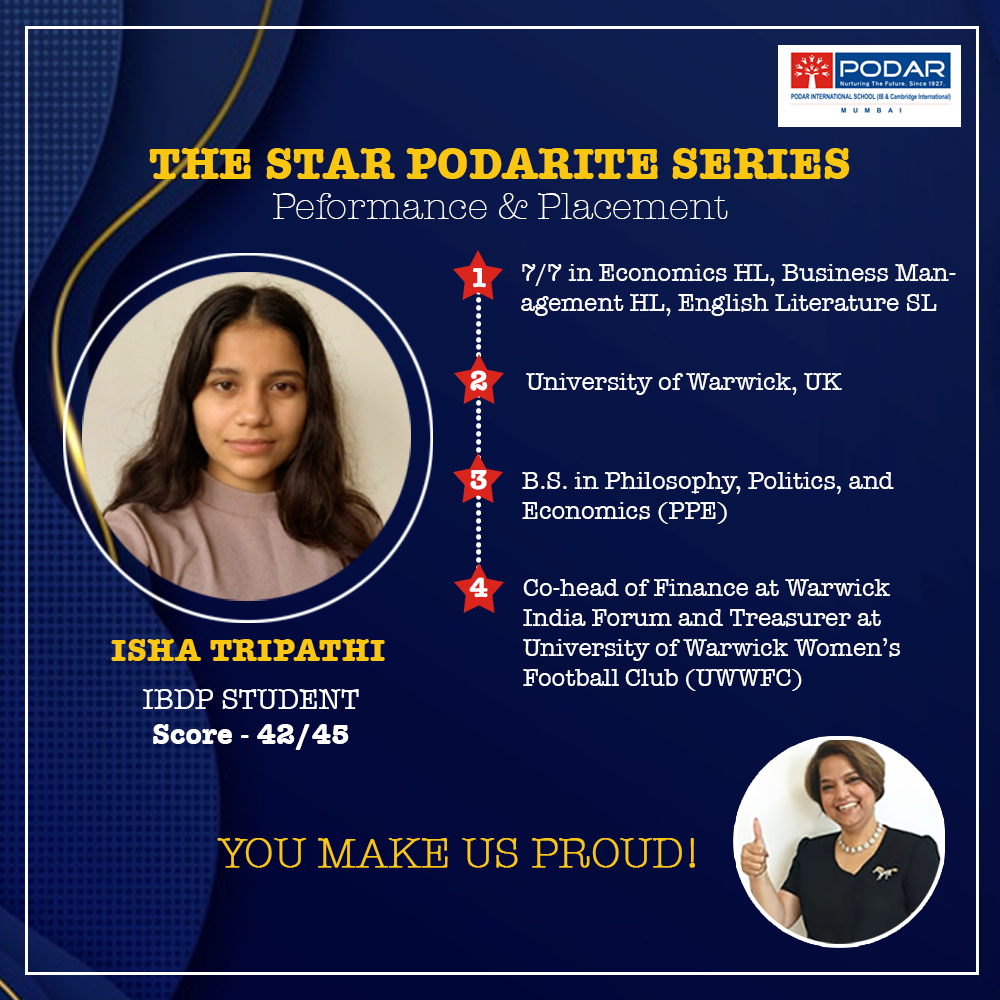 PODAR
Nurturing The Future. Since 1927.
PODAR INTERNATIONAL SCHOOL (IB & Cambridge International)
MUMBAI
THE STAR PODARITE SERIES
Peformance & Placement
1
7/7 in Economics HL, Business Man-
agement HL, English Literature SL
2
University of Warwick, UK
3
B.S. in Philosophy, Politics, and
Economics (PPE)
4
Co-head of Finance at Warwick
India Forum and Treasurer at
University of Warwick Women's
Football Club (UWWFC)
ISHA TRIPATHI
IBDP STUDENT
Score - 42/45
YOU MAKE US PROUD!